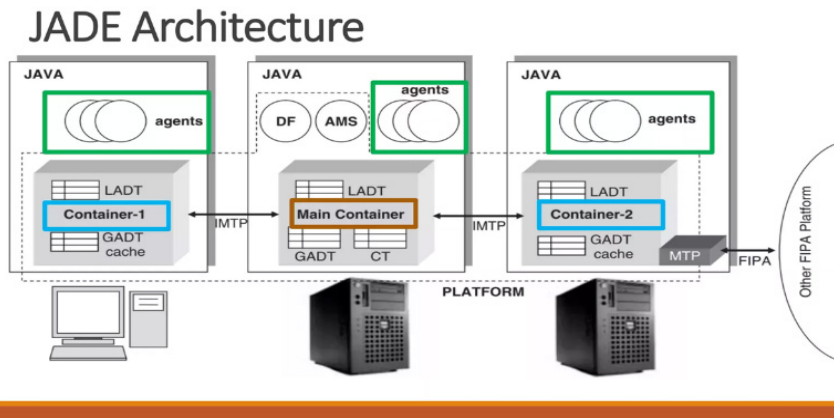 JADE Architecture
JAVA
agents
LADT
Container-1
GADT
cache
IMTP
JAVA
DF
AMS
agents
LADT
Main Container
GADT
CT
IMTP
JAVA
agents
LADT
Container-2
GADT
cache
MTP
FIPA
Other FIPA Platform
PLATFORM